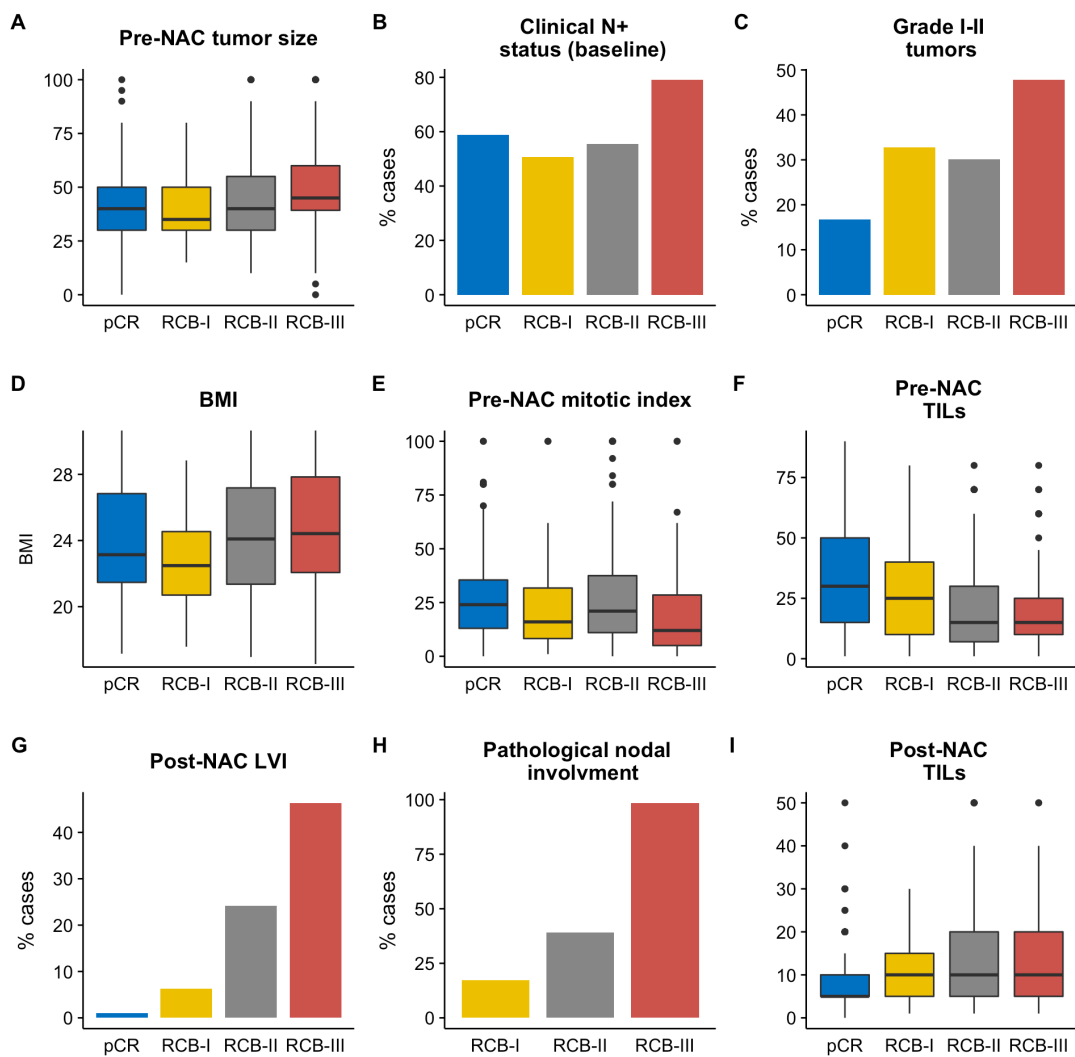 A
Pre-NAC tumor size
100
75
50
25
0
pCR RCB-I RCB-II RCB-III
B
Clinical N+
status (baseline)
% cases
80
60
40
20
0
pCR RCB-I RCB-II RCB-III
C
Grade I-II
tumors
% cases
50
40
30
20
10
0
pCR RCB-I RCB-II RCB-III
D
BMI
BMI
28
24
20
pCR RCB-I RCB-II RCB-III
E
Pre-NAC mitotic index
100
75
50
25
0
pCR RCB-I RCB-II RCB-III
F
Pre-NAC
TILs
75
50
25
0
pCR RCB-I RCB-II RCB-III
G
Post-NAC LVI
% cases
40
30
20
10
0
pCR RCB-I RCB-II RCB-III
H
Pathological nodal
involvment
% cases
100
75
50
25
0
RCB-I RCB-II RCB-III
I
Post-NAC
TILs
50
40
30
20
10
0
pCR RCB-I RCB-II RCB-III